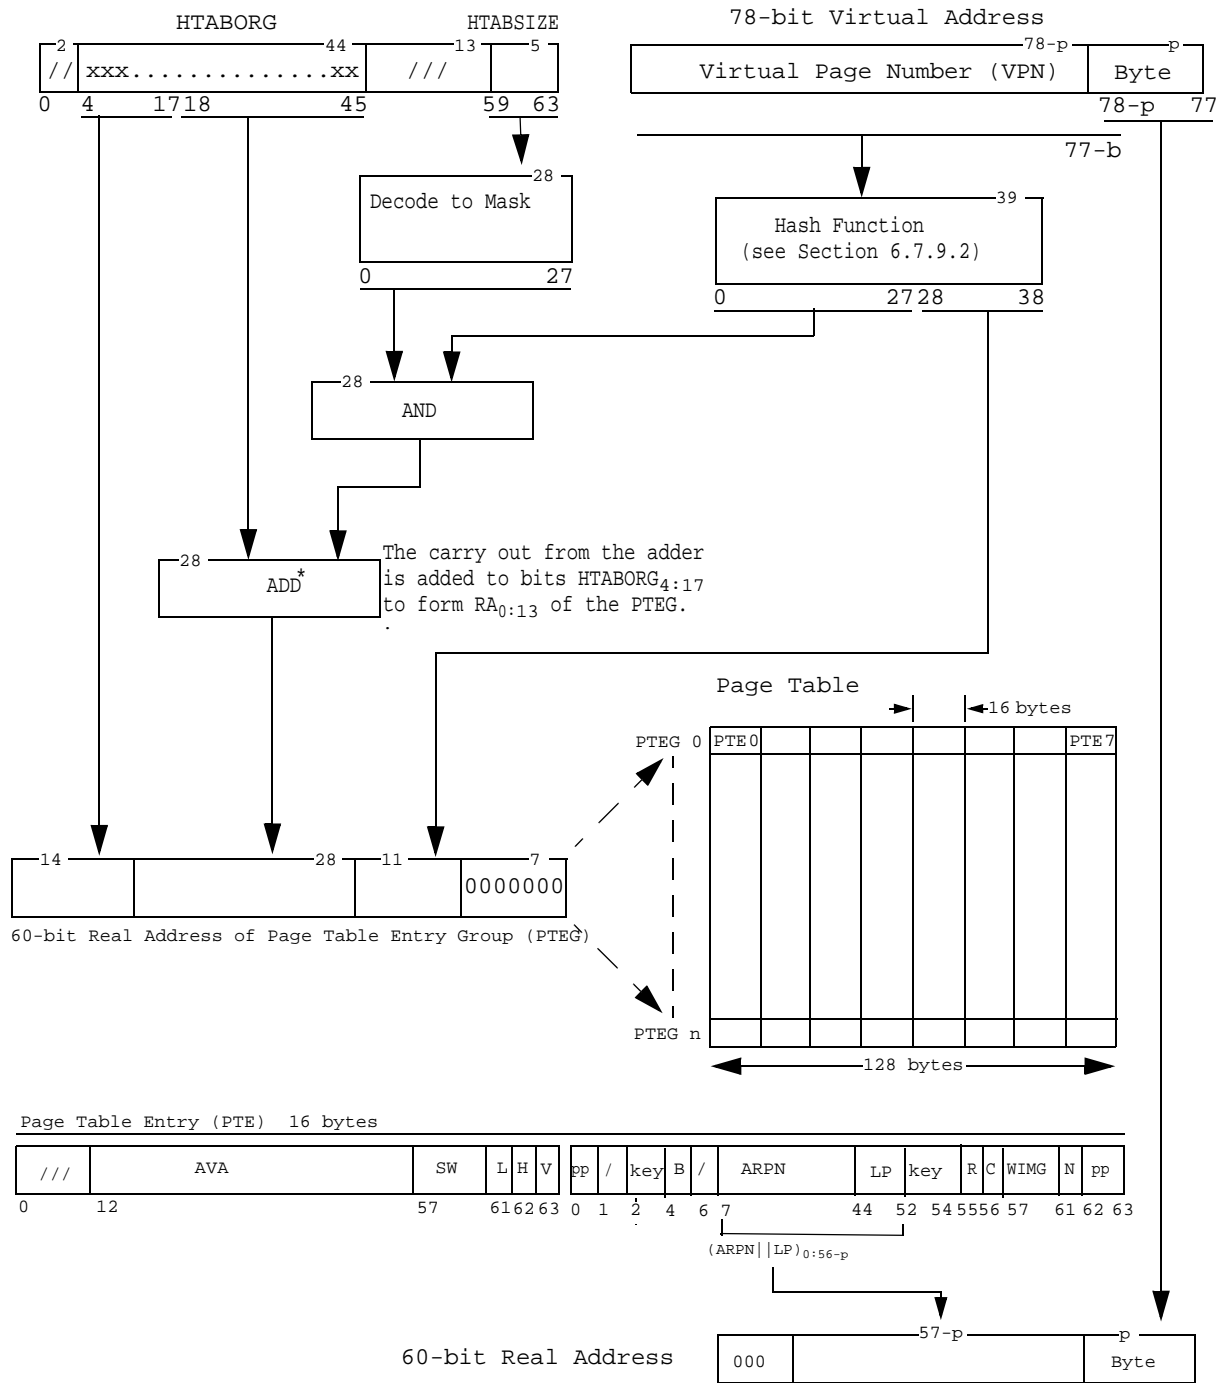 HTABORG HTABSIZE 78-bit Virtual Address
2 44 13 5 78-p p
// xxx..............xx /// Virtual Page Number (VPN) Byte
0 4 17 18 45 59 63 78-p 77
77-b
28
Decode to Mask
0 27
39
Hash Function
(see Section 6.7.9.2)
0 27 28 38
28
AND
28
ADD*
The carry out from the adder
is added to bits HTABORG4:17
to form RA0:13 of the PTEG.
.
Page Table
16 bytes
PTEG 0 PTE0 PTE7
14 28 11 7
0000000
60-bit Real Address of Page Table Entry Group (PTEG)
PTEG n
128 bytes
Page Table Entry (PTE) 16 bytes
/// AVA SW L H V pp / key B / ARPN LP key R C WIMG N pp
0 12 57 61 62 63 0 1 2 4 6 7 44 52 54 55 56 57 61 62 63
(ARPN||LP)0:56-p
57-p p
60-bit Real Address 000 Byte